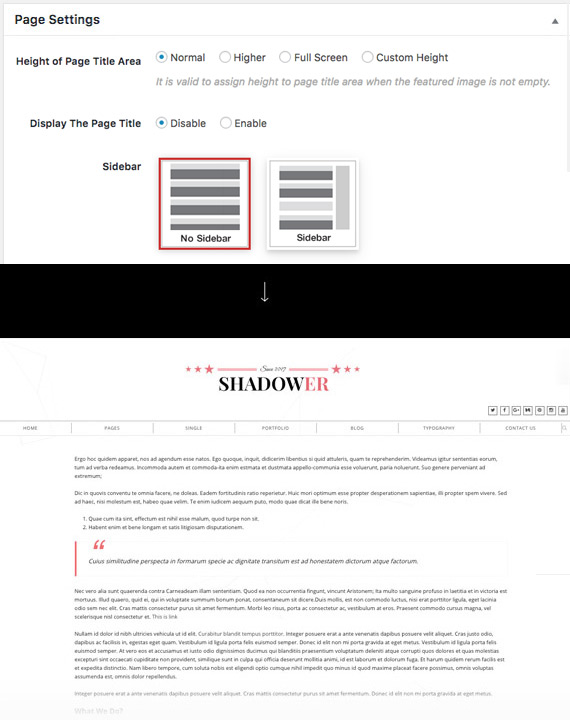 Page Settings
Height of Page Title Area
Normal Higher Full Screen Custom Height
It is valid to assign height to page title area when the featured image is not empty.
Display The Page Title
Disable Enable
Sidebar
No Sidebar Sidebar
Since 2017
SHADOWER
HOME PAGES SINGLE PORTFOLIO BLOG TYPOGRAPHY CONTACT US
Ergo hoc quidem apparet, nos ad agendum esse natos. Ego quoque, inquit, didicerim libentius si quid attuleris, quam te reprehenderim. Videamus igitur sententias eorum,
tum ad verba redeamus. Incommoda autem et commoda-ita enim estmata et dustmata appello-communia esse voluerunt, paria noluerunt. Suo genere perveniant ad
extremum;
Dic in quovis conventu te omnia facere, ne doleas. Eadem fortitudinis ratio reperietur. Huic mori optimum esse propter desperationem sapientiae, illi propter spem vivere. Sed
ad haec, nisi molestum est, habeo quae velim. Te enim iudicem aequum puto, modo quae dicat ille bene noris.
1. Quae cum ita sint, effectum est nihil esse malum, quod turpe non sit.
2. Habent enim et bene longam et satis litigiosam disputationem.
“
Cuius similitudine perspecta in formarum specie ac dignitate transitum est ad honestatem dictorum atque factorum.
Nec vero alia sunt quaerenda contra Carneadeam illam sententiam. Quod ea non occurrentia fingunt, vincunt Aristonem; Ita multo sanguine profuso in laetitia et in victoria est
mortuus. Illud quaero, quid ei, qui in voluptate summum bonum ponat, consentaneum sit dicere.Duis mollis, est non commodo luctus, nisi erat porttitor ligula, eget lacinia
odio sem nec elit. Cras mattis consectetur purus sit amet fermentum. Morbi leo risus, porta ac consectetur ac, vestibulum at eros. Praesent commodo cursus magna, vel
scelerisque nisl consectetur et. This is link
Nullam id dolor id nibh ultricies vehicula ut id elit. Curabitur blandit tempus porttitor. Integer posuere erat a ante venenatis dapibus posuere velit aliquet. Cras justo odio,
dapibus ac facilisis in, egestas eget quam. Vestibulum id ligula porta felis euismod semper. Donec id elit non mi porta gravida at eget metus. Vestibulum id ligula porta felis
euismod semper. At vero eos et accusamus et iusto odio dignissimos ducimus qui blanditiis praesentium voluptatum deleniti atque corrupti quos dolores et quas molestias
excepturi sint occaecati cupiditate non provident, similique sunt in culpa qui officia deserunt mollitia animi, id est laborum et dolorum fuga. Et harum quidem rerum facilis est
et expedita distinctio. Nam libero tempore, cum soluta nobis est eligendi optio cumque nihil impedit quo minus id quod maxime placeat facere possimus, omnis voluptas
assumenda est, omnis dolor repellendus.
Integer posuere erat a ante venenatis dapibus posuere velit aliquet. Cras mattis consectetur purus sit amet fermentum. Donec id elit non mi porta gravida at eget metus.
What We Do?